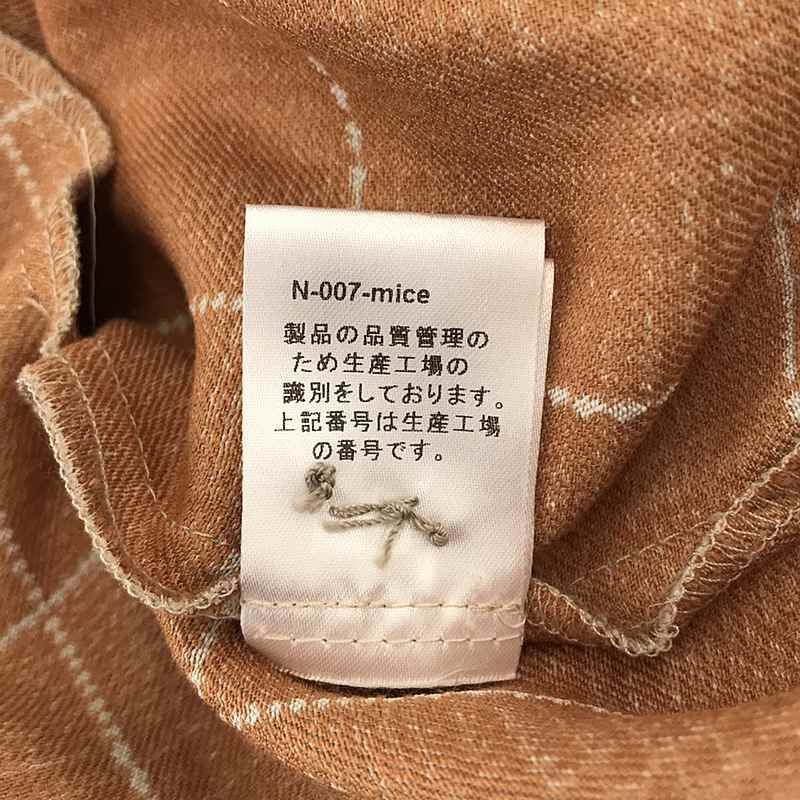 N-007-mice
製品の品質管理の
ため生産工場の
識別をしております。
上記番号は生産工場
の番号です。